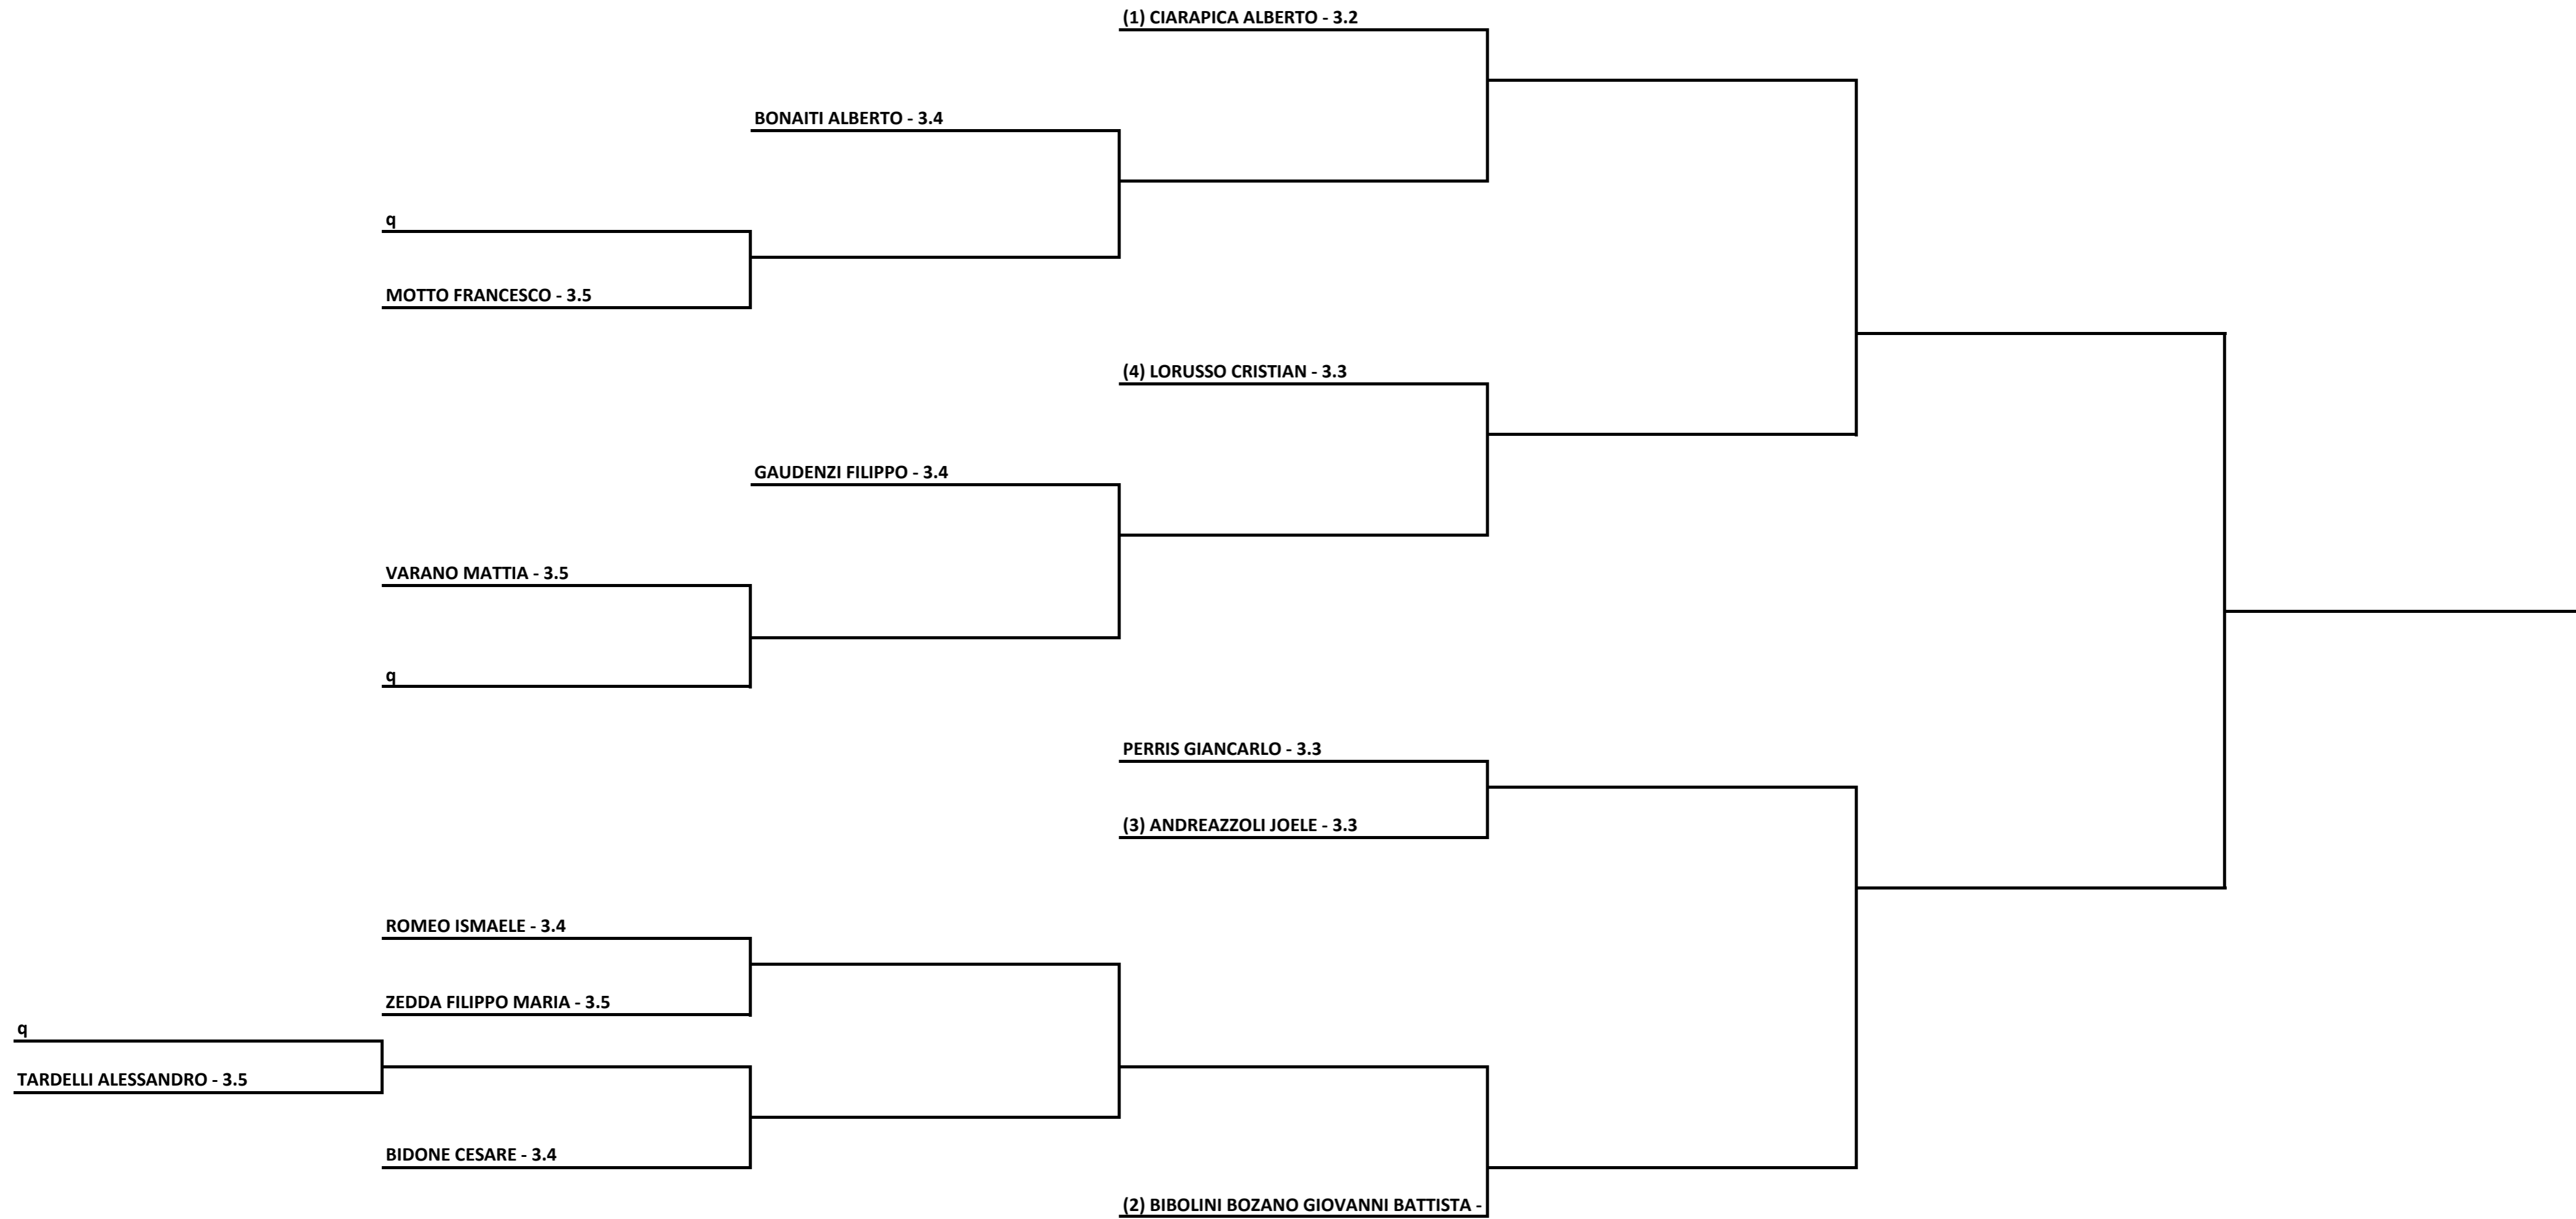 (1) CIARAPICA ALBERTO - 3.2
BONAITI ALBERTO - 3.4
q
MOTTO FRANCESCO - 3.5
(4) LORUSSO CRISTIAN - 3.3
GAUDENZI FILIPPO - 3.4
VARANO MATTIA - 3.5
q
PERRIS GIANCARLO - 3.3
(3) ANDREAZZOLI JOELE - 3.3
ROMEO ISMAELE - 3.4
ZEDDA FILIPPO MARIA - 3.5
q
TARDELLI ALESSANDRO - 3.5
BIDONE CESARE - 3.4
(2) BIBOLINI BOZANO GIOVANNI BATTISTA -